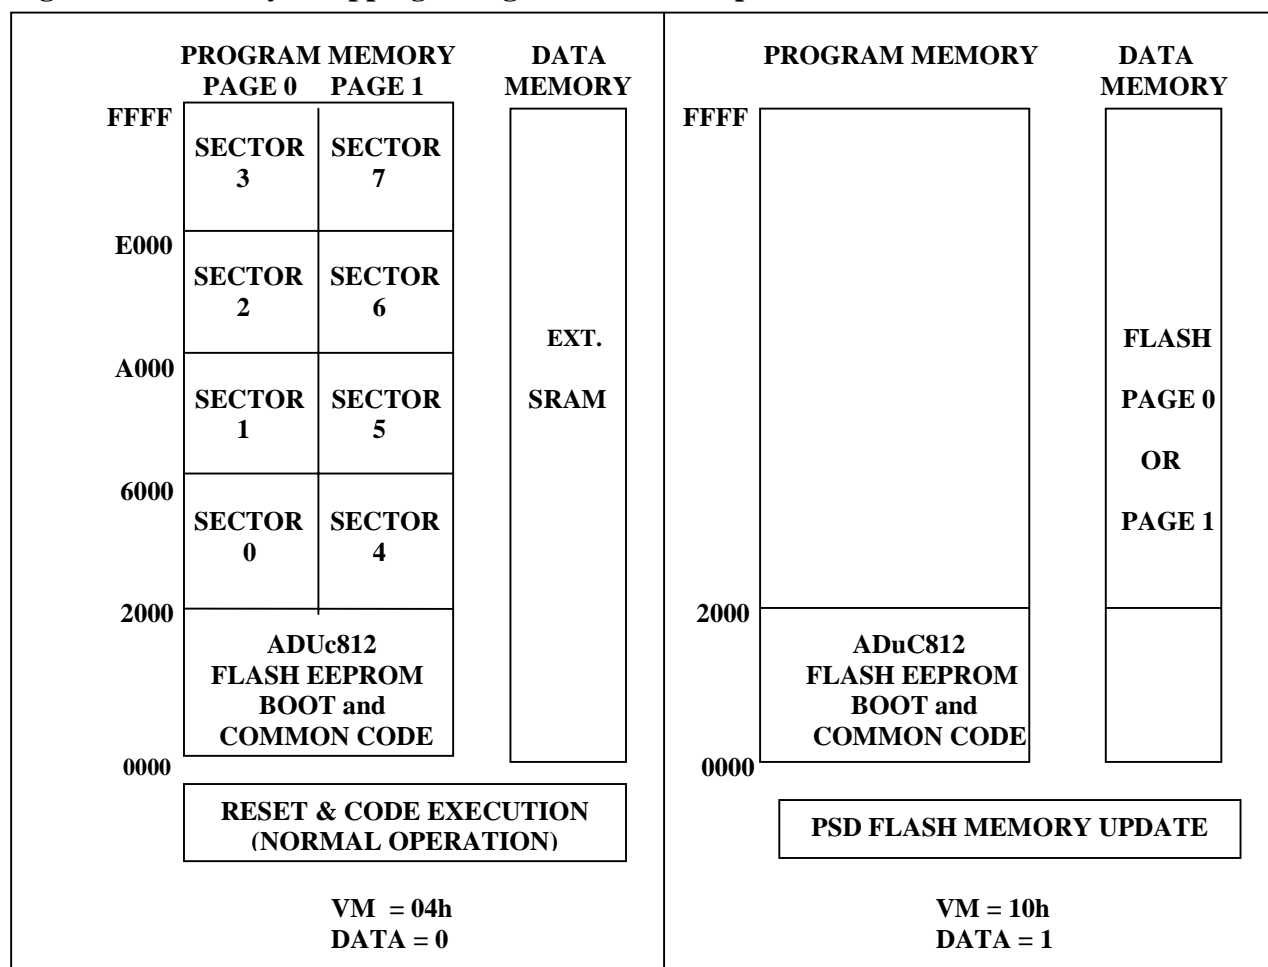 PROGRAM MEMORY
PAGE 0 PAGE 1
DATA
MEMORY
FFFF
SECTOR
3
SECTOR
7
E000
SECTOR
2
SECTOR
6
A000
SECTOR
1
SECTOR
5
6000
SECTOR
0
SECTOR
4
2000
ADUc812
FLASH EEPROM
BOOT and
COMMON CODE
0000
EXT.
SRAM
RESET & CODE EXECUTION
(NORMAL OPERATION)
VM = 04h
DATA = 0
PROGRAM MEMORY
DATA
MEMORY
FFFF
FLASH
PAGE 0
OR
PAGE 1
2000
ADuC812
FLASH EEPROM
BOOT and
COMMON CODE
0000
PSD FLASH MEMORY UPDATE
VM = 10h
DATA = 1